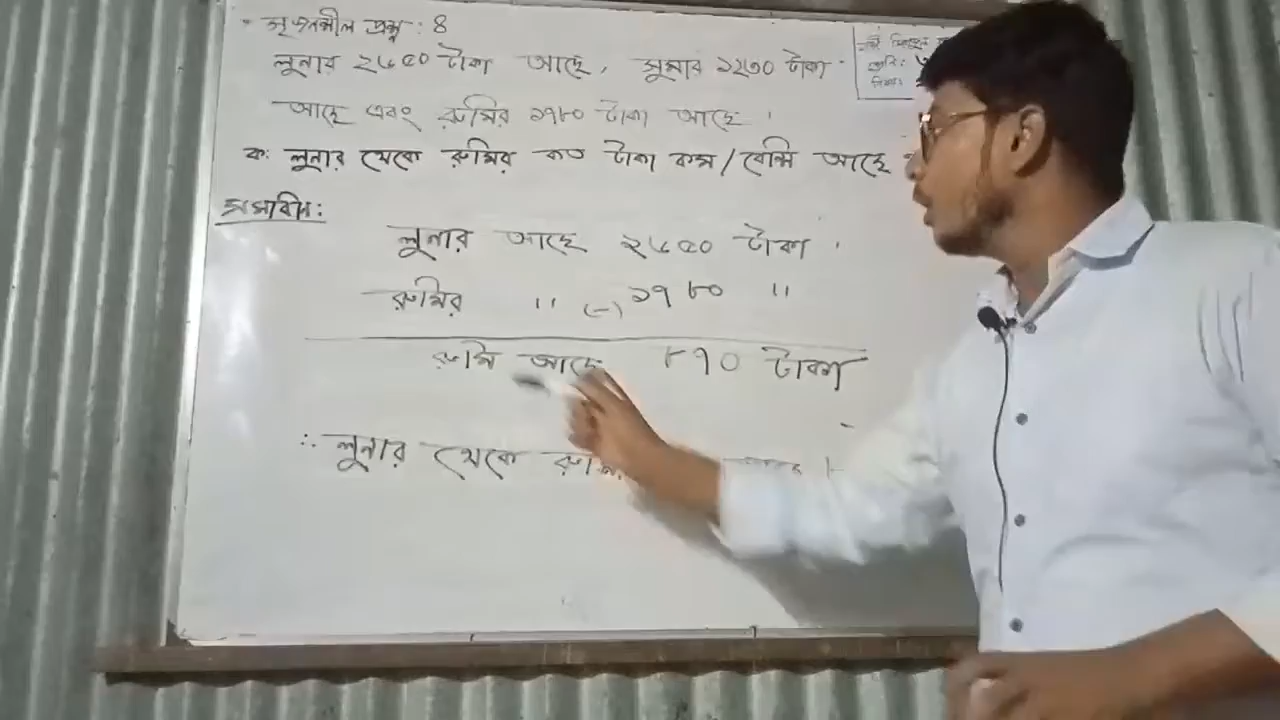 সৃজনশীল প্রশ্ন : ৪
লুনার ২৬৫০ টাকা আছে, সুমার ১২৩০ টাকা
আছে এবং রুমির ১৭৮০ টাকা আছে।
ক: লুনার থেকে রুমির কত টাকা কম/বেশি আছে
সমাধান:
লুনার আছে ২৬৫০ টাকা।
রুমির " (-) ১৭৮০ "
রুমি আছে ৮৭০ টাকা
∴ লুনার থেকে